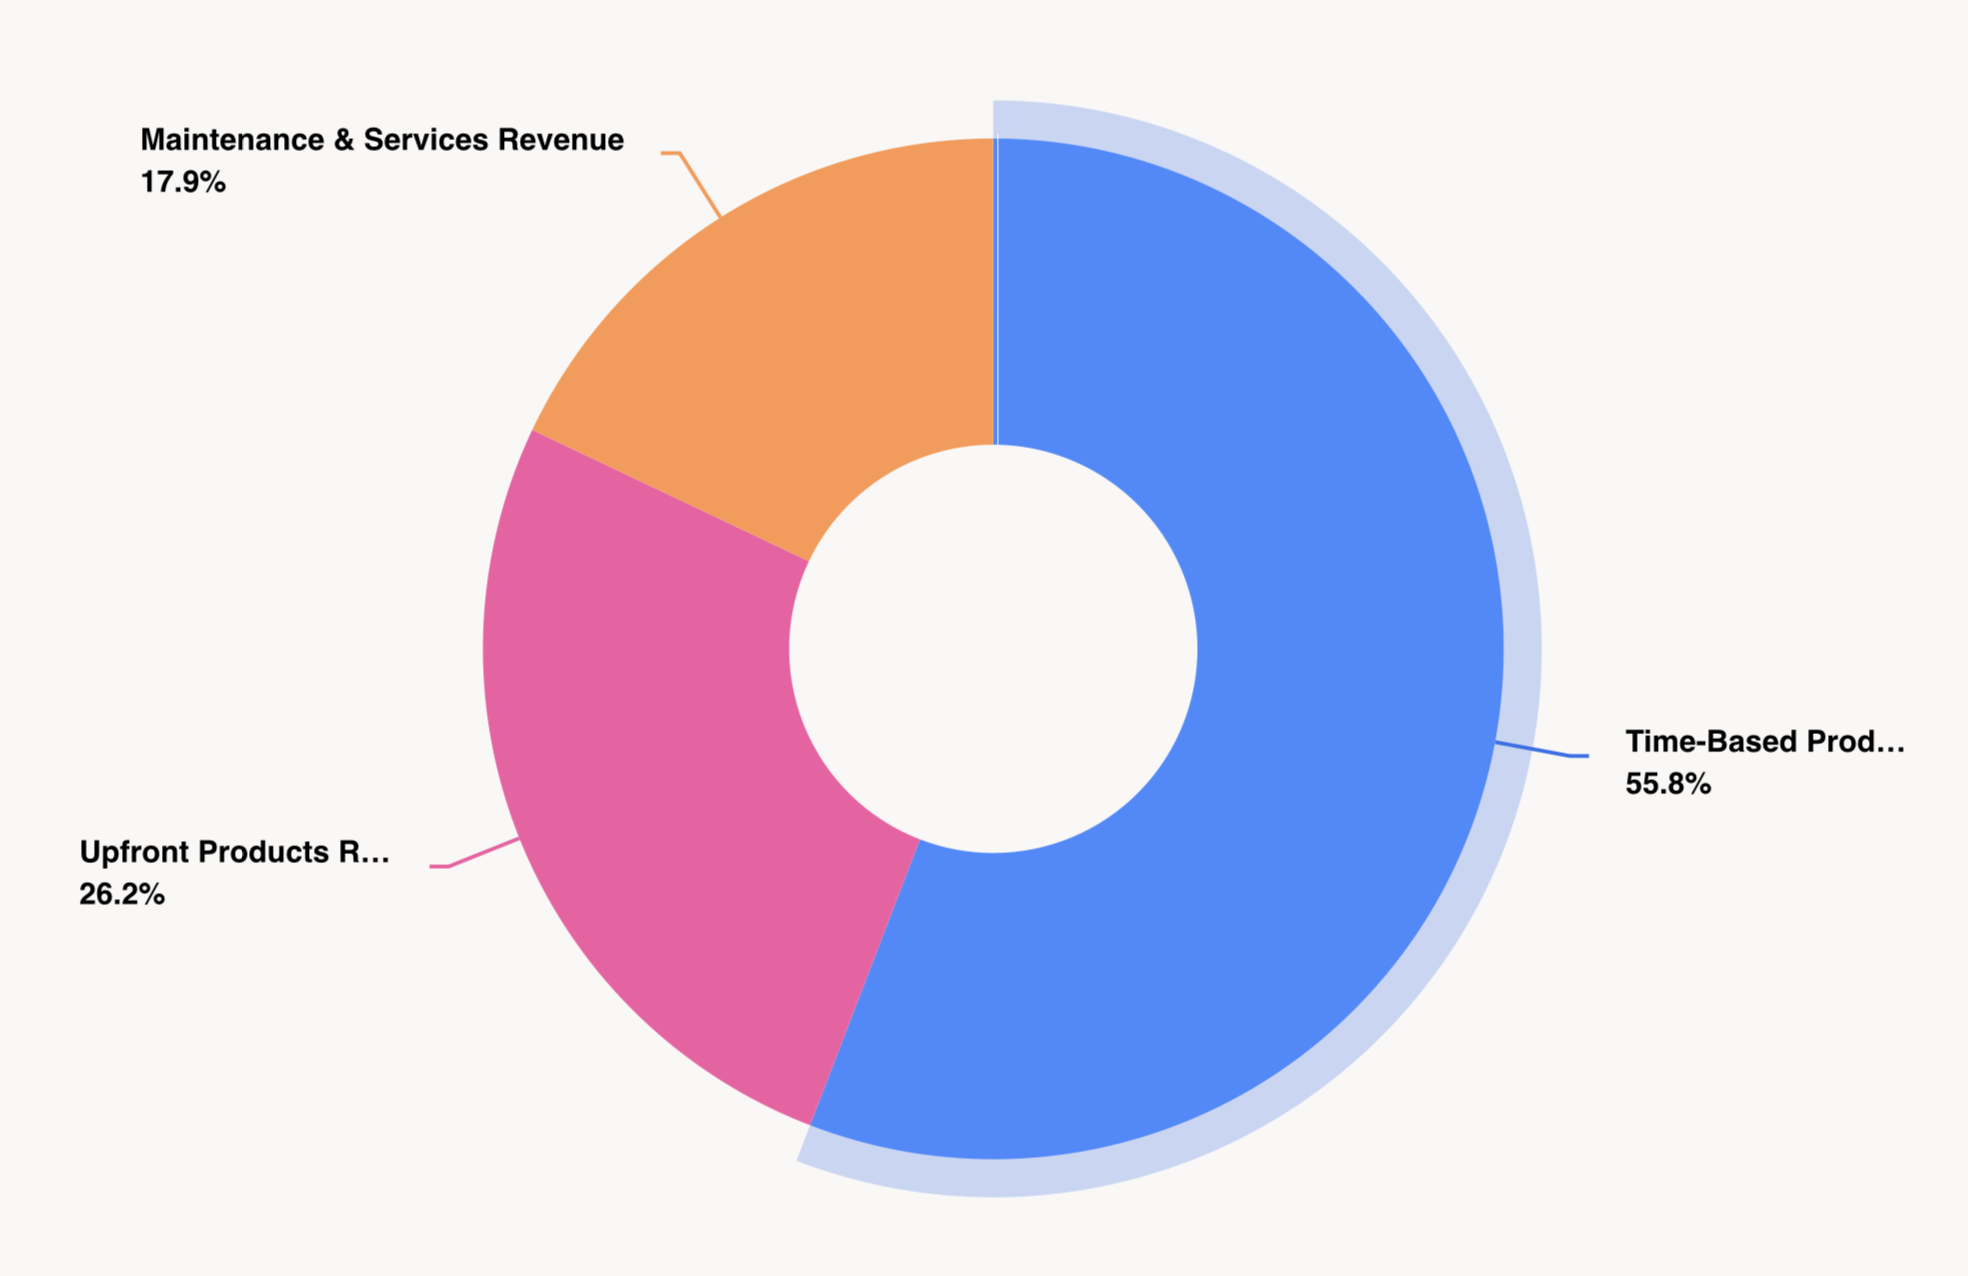 Maintenance & Services Revenue
17.9%
Time-Based Prod...
55.8%
Upfront Products R...
26.2%